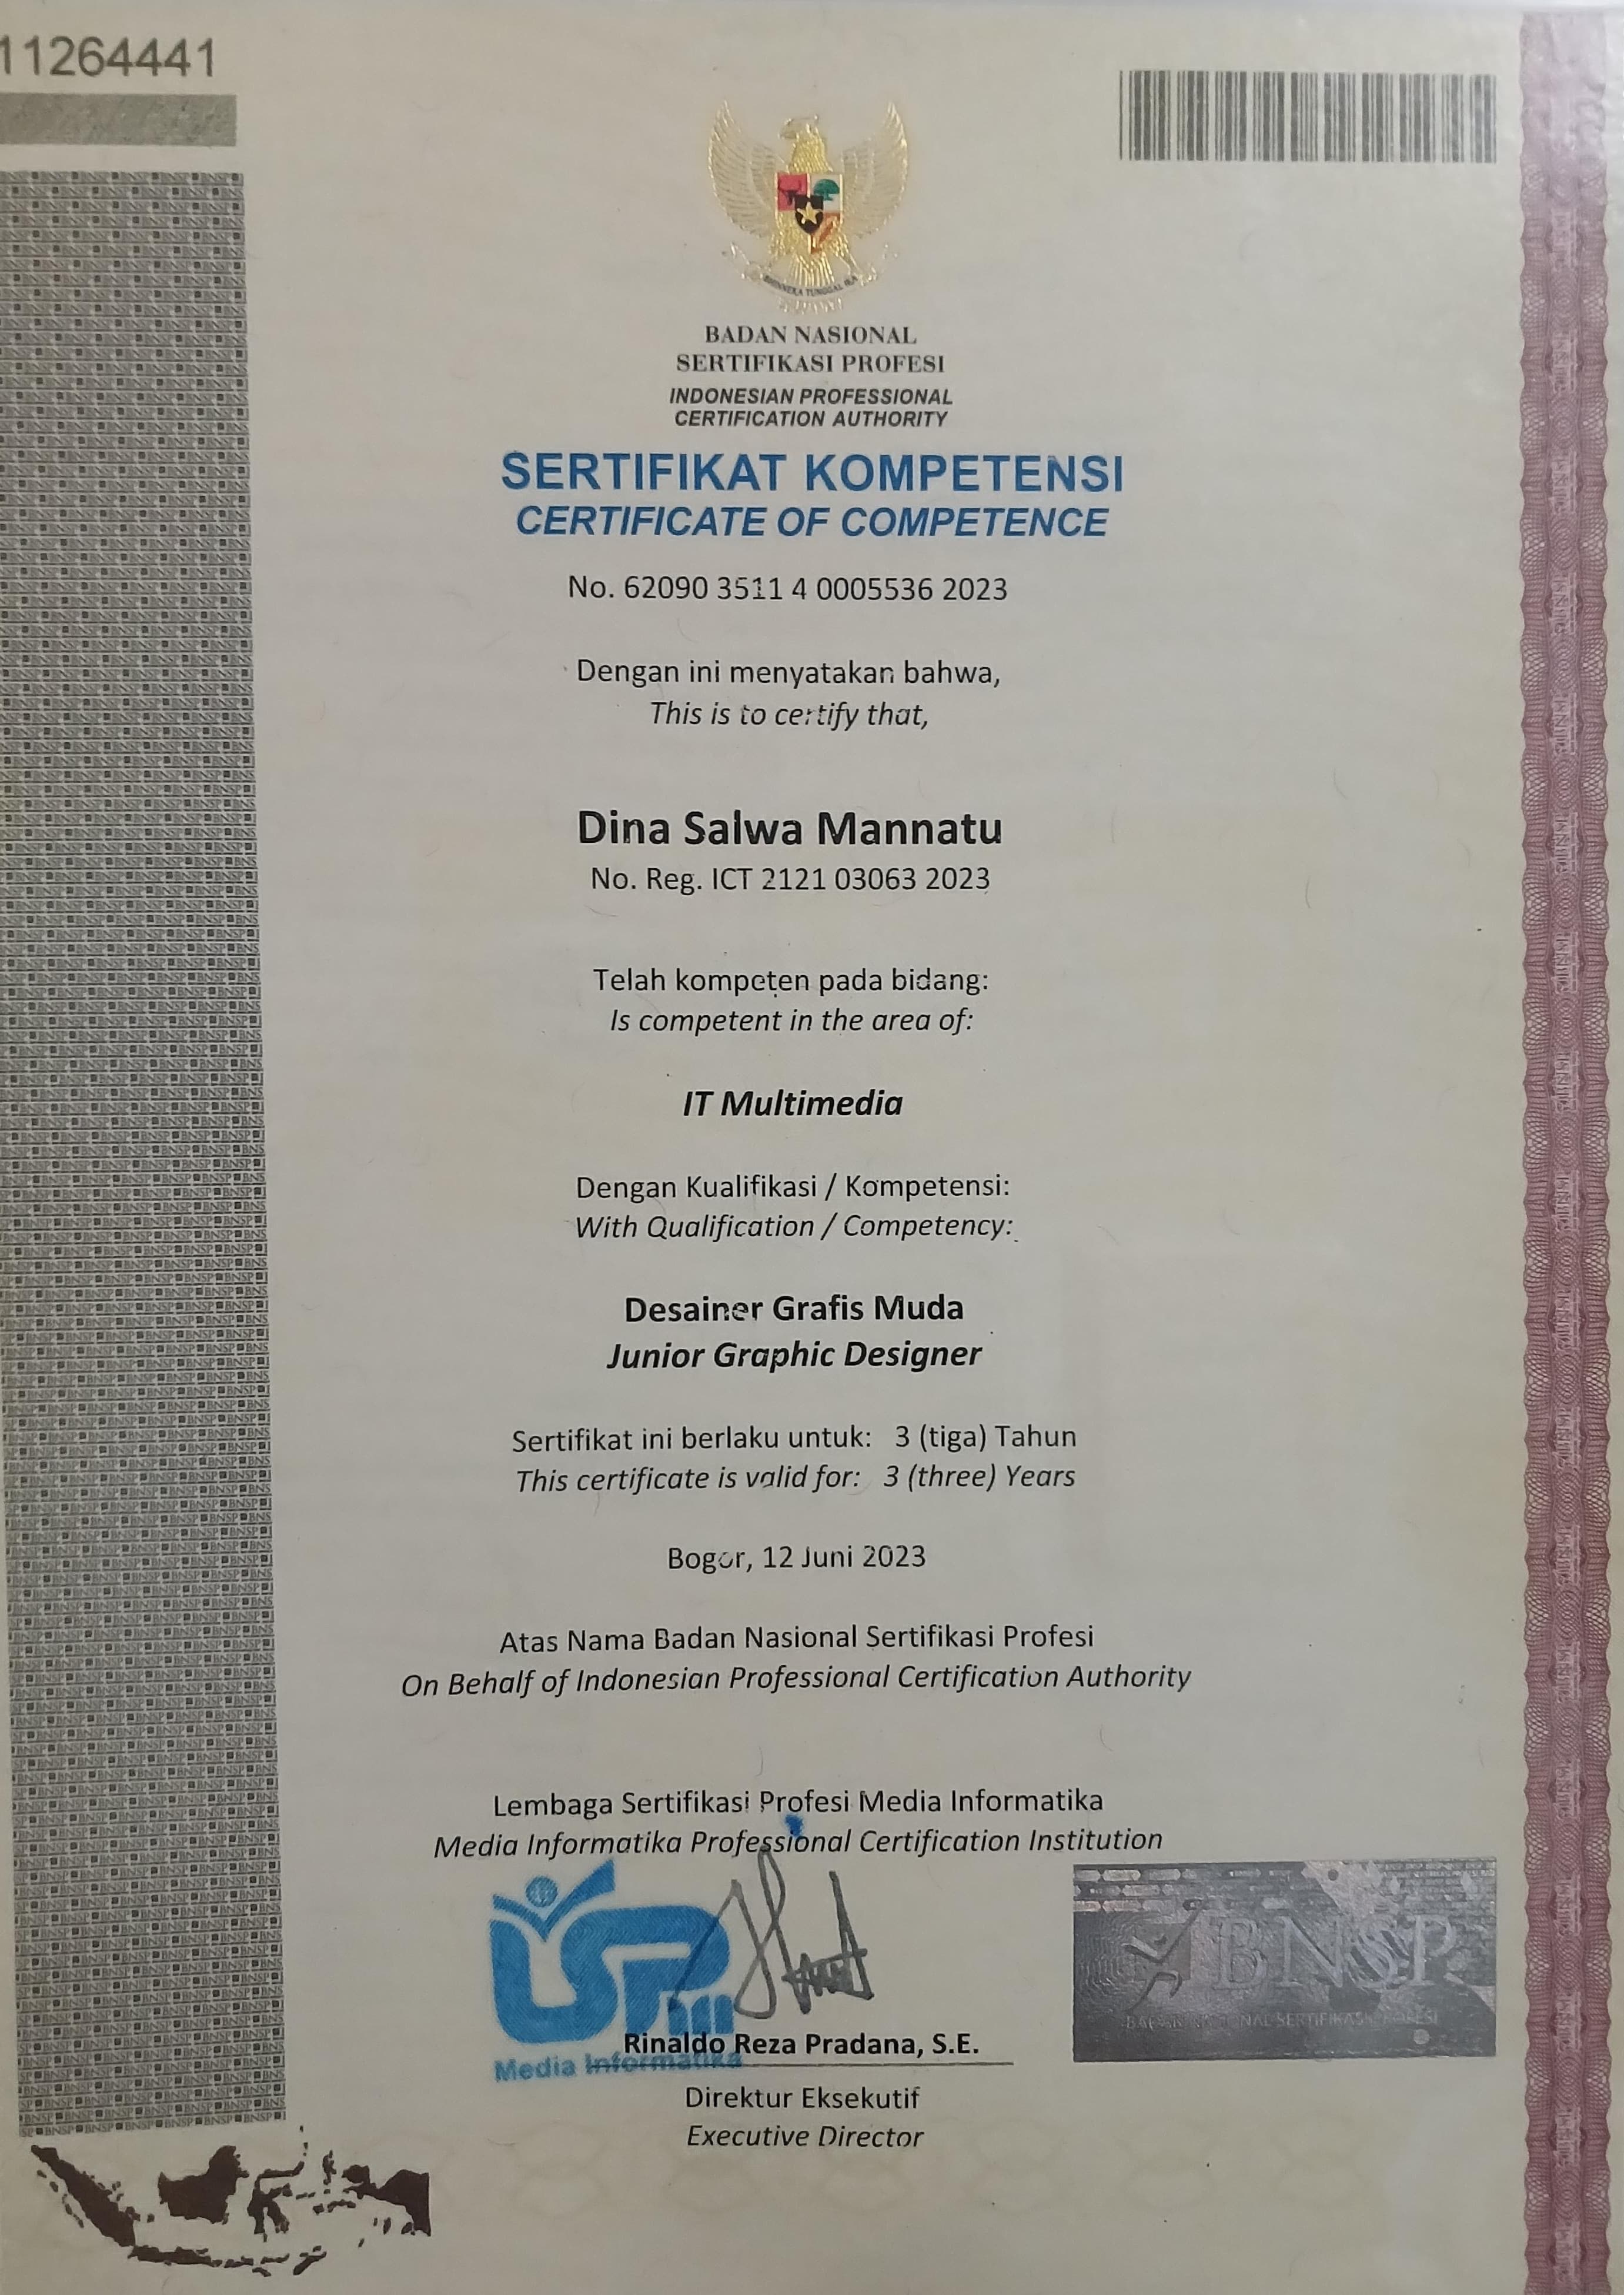 11264441
BHINNEKA TUNGGAL IKA
BADAN NASIONAL
SERTIFIKASI PROFESI
INDONESIAN PROFESSIONAL
CERTIFICATION AUTHORITY
SERTIFIKAT KOMPETENSI
CERTIFICATE OF COMPETENCE
No. 62090 3511 4 0005536 2023
Dengan ini menyatakan bahwa,
This is to certify that,
Dina Salwa Mannatu
No. Reg. ICT 2121 03063 2023
Telah kompeten pada bidang:
Is competent in the area of:
IT Multimedia
Dengan Kualifikasi / Kompetensi:
With Qualification / Competency:
Desainer Grafis Muda
Junior Graphic Designer
Sertifikat ini berlaku untuk: 3 (tiga) Tahun
This certificate is valid for: 3 (three) Years
Bogor, 12 Juni 2023
Atas Nama Badan Nasional Sertifikasi Profesi
On Behalf of Indonesian Professional Certification Authority
Lembaga Sertifikasi Profesi Media Informatika
Media Informatika Professional Certification Institution
LSP MI
Media Informatika
Rinaldo Reza Pradana, S.E.
Direktur Eksekutif
Executive Director
BNSP
BADAN NASIONAL SERTIFIKASI PROFESI